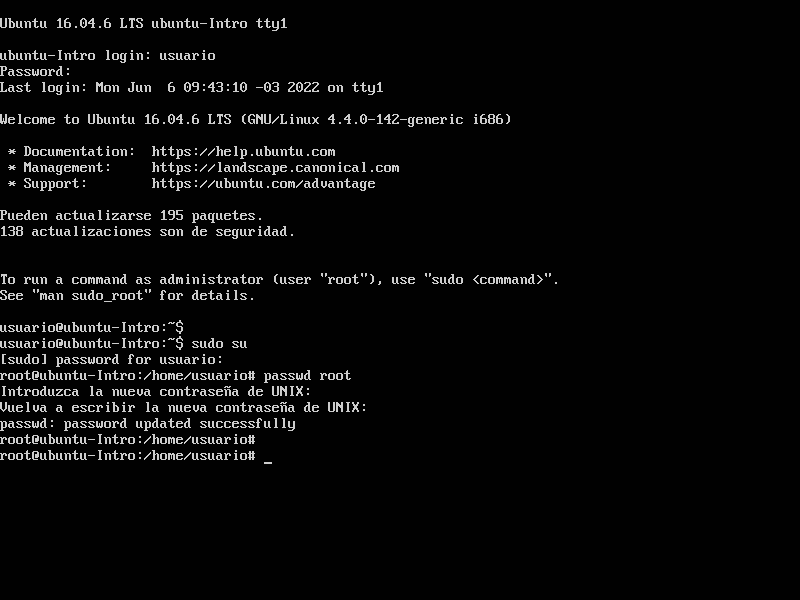 Ubuntu 16.04.6 LTS ubuntu-Intro tty1
ubuntu-Intro login: usuario
Password:
Last login: Mon Jun  6 09:43:10 -03 2022 on tty1
Welcome to Ubuntu 16.04.6 LTS (GNU/Linux 4.4.0-142-generic i686)
 * Documentation:  https://help.ubuntu.com
 * Management:     https://landscape.canonical.com
 * Support:        https://ubuntu.com/advantage
Pueden actualizarse 195 paquetes.
138 actualizaciones son de seguridad.
To run a command as administrator (user "root"), use "sudo <command>".
See "man sudo_root" for details.
usuario@ubuntu-Intro:~$
usuario@ubuntu-Intro:~$ sudo su
[sudo] password for usuario:
root@ubuntu-Intro:/home/usuario# passwd root
Introduzca la nueva contraseña de UNIX:
Vuelva a escribir la nueva contraseña de UNIX:
passwd: password updated successfully
root@ubuntu-Intro:/home/usuario#
root@ubuntu-Intro:/home/usuario# _